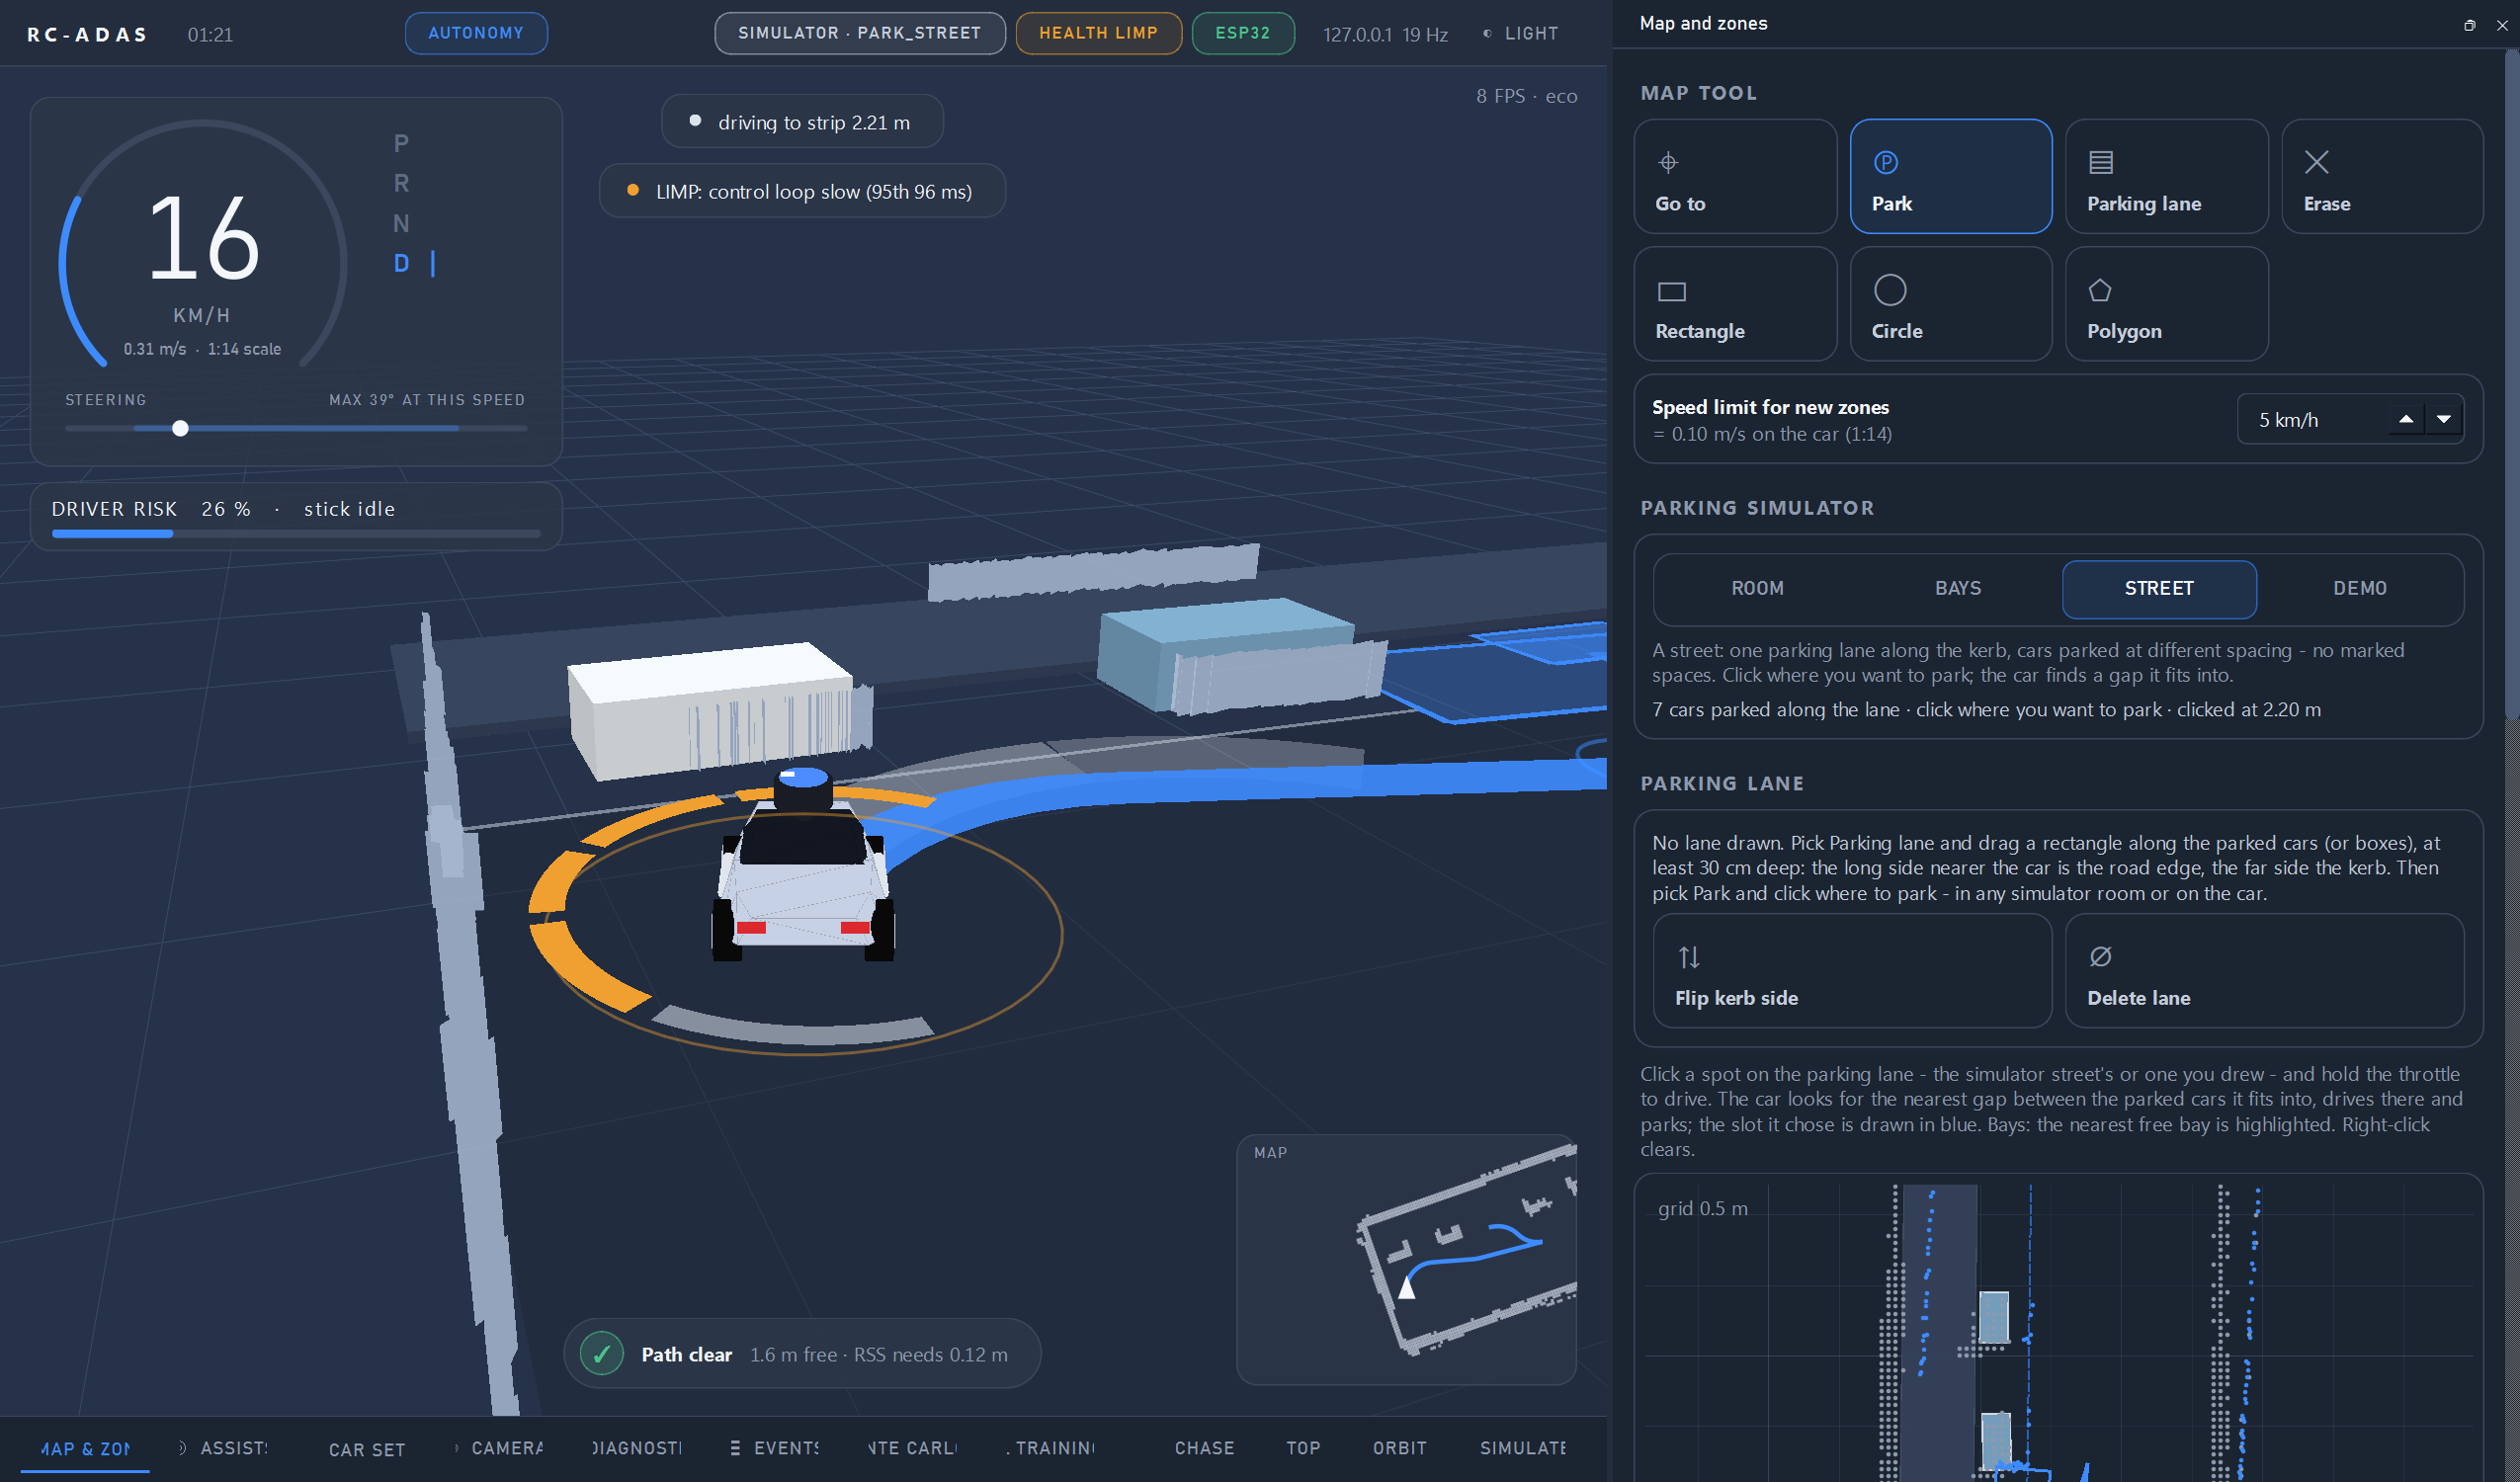 RC-ADAS 01:21 AUTONOMY SIMULATOR · PARK_STREET HEALTH LIMP ESP32 127.0.0.1 19 Hz LIGHT
8 FPS · eco
driving to strip 2.21 m
LIMP: control loop slow (95th 96 ms)
P
R
N
D
16
KM/H
0.31 m/s · 1:14 scale
STEERING MAX 39° AT THIS SPEED
DRIVER RISK 26 % · stick idle
MAP
Path clear 1.6 m free · RSS needs 0.12 m
MAP & ZON ASSISTS CAR SET CAMERA DIAGNOSTI EVENTS NTE CARL TRAINING CHASE TOP ORBIT SIMULATE
Map and zones
MAP TOOL
Go to
Park
Parking lane
Erase
Rectangle
Circle
Polygon
Speed limit for new zones
= 0.10 m/s on the car (1:14)
5 km/h
PARKING SIMULATOR
ROOM BAYS STREET DEMO
A street: one parking lane along the kerb, cars parked at different spacing - no marked
spaces. Click where you want to park; the car finds a gap it fits into.
7 cars parked along the lane · click where you want to park · clicked at 2.20 m
PARKING LANE
No lane drawn. Pick Parking lane and drag a rectangle along the parked cars (or boxes), at
least 30 cm deep: the long side nearer the car is the road edge, the far side the kerb. Then
pick Park and click where to park - in any simulator room or on the car.
Flip kerb side
Delete lane
Click a spot on the parking lane - the simulator street's or one you drew - and hold the throttle
to drive. The car looks for the nearest gap between the parked cars it fits into, drives there and
parks; the slot it chose is drawn in blue. Bays: the nearest free bay is highlighted. Right-click
clears.
grid 0.5 m